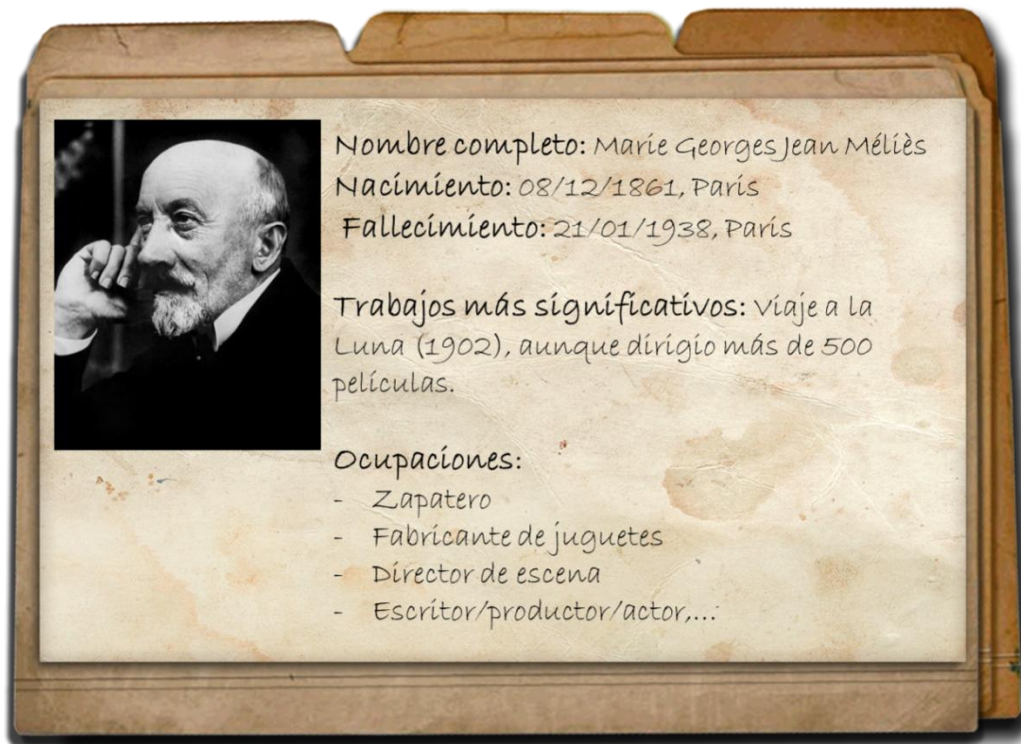 Nombre completo: Marie Georges Jean Méliès
Nacimiento: 08/12/1861, París
Fallecimiento: 21/01/1938, París
Trabajos más significativos: Viaje a la
Luna (1902), aunque dirigio más de 500
películas.
Ocupaciones:
- Zapatero
- Fabricante de juguetes
- Director de escena
- Escritor/productor/actor,...